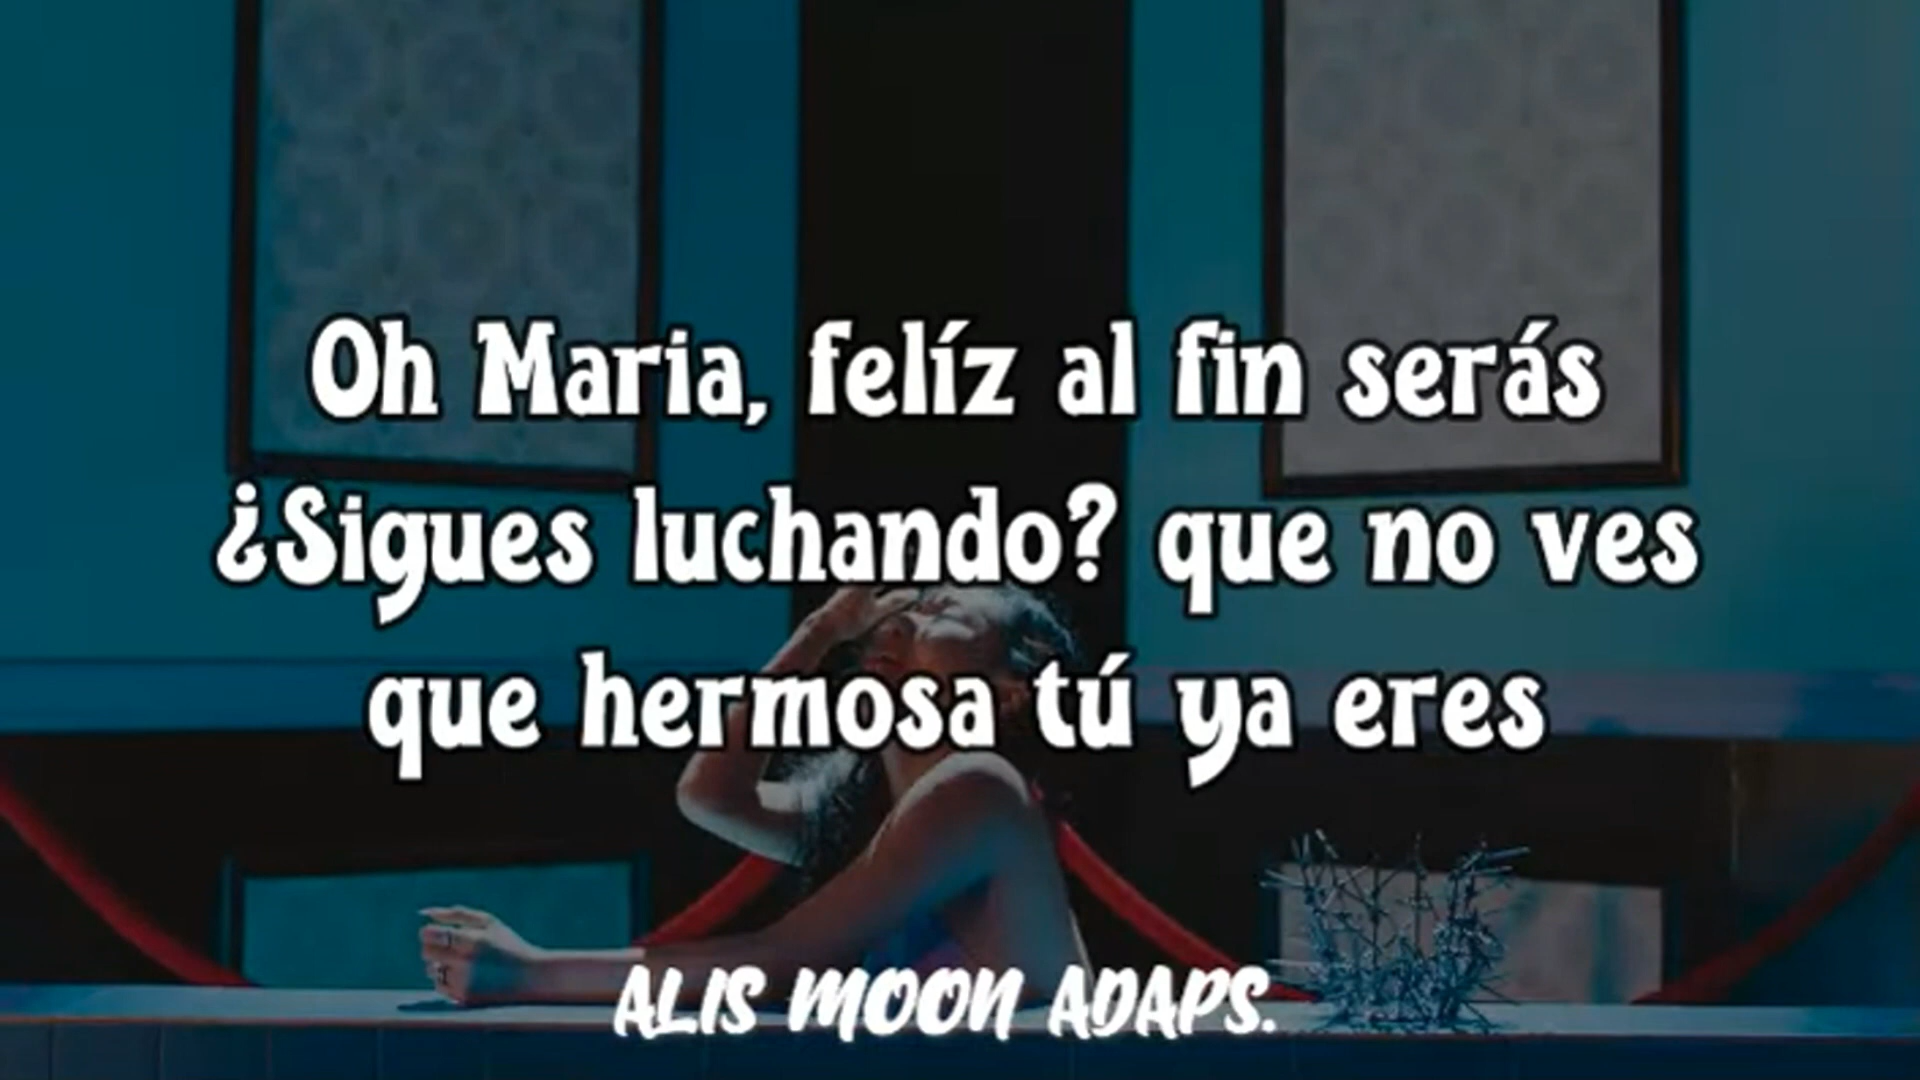 Oh Maria, felíz al fin serás
¿Sigues luchando? que no ves
que hermosa tú ya eres
ALIS MOON ADAPS.